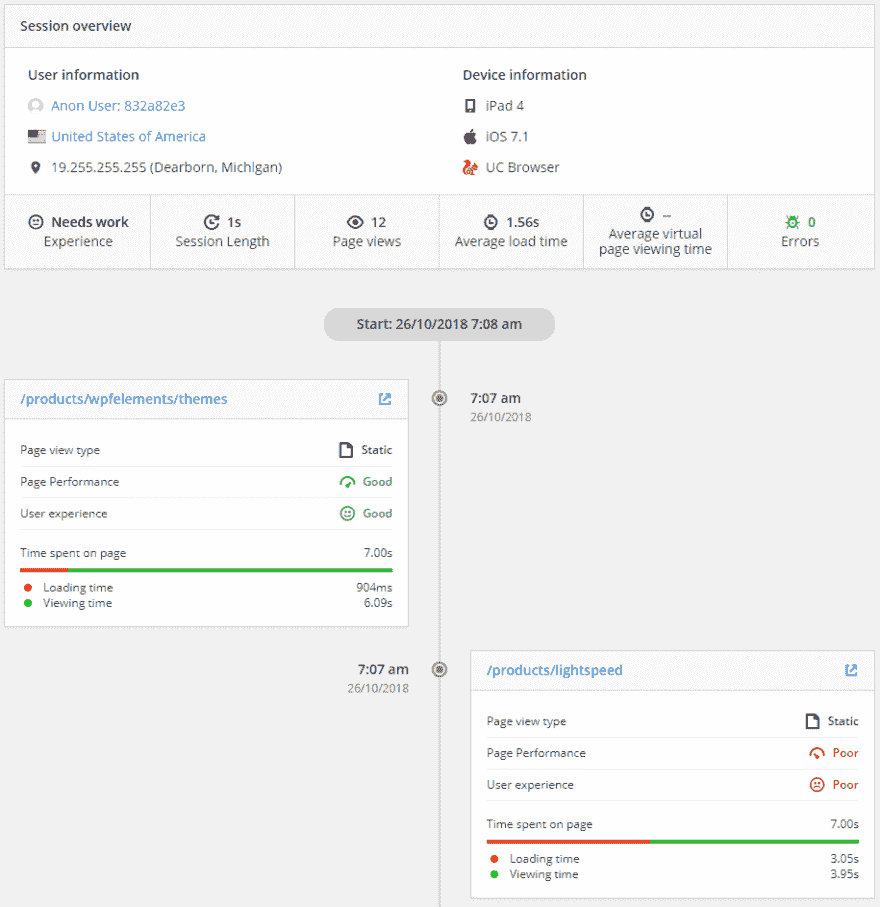 Session overview
User information
Anon User: 832a82e3
United States of America
19.255.255.255 (Dearborn, Michigan)
Device information
iPad 4
iOS 7.1
UC Browser
Needs work
Experience
1s
Session Length
12
Page views
1.56s
Average load time
--
Average virtual
page viewing time
0
Errors
Start: 26/10/2018 7:08 am
/products/wpfelements/themes
7:07 am
26/10/2018
Page view type Static
Page Performance Good
User experience Good
Time spent on page 7.00s
Loading time 904ms
Viewing time 6.09s
7:07 am
26/10/2018
/products/lightspeed
Page view type Static
Page Performance Poor
User experience Poor
Time spent on page 7.00s
Loading time 3.05s
Viewing time 3.95s